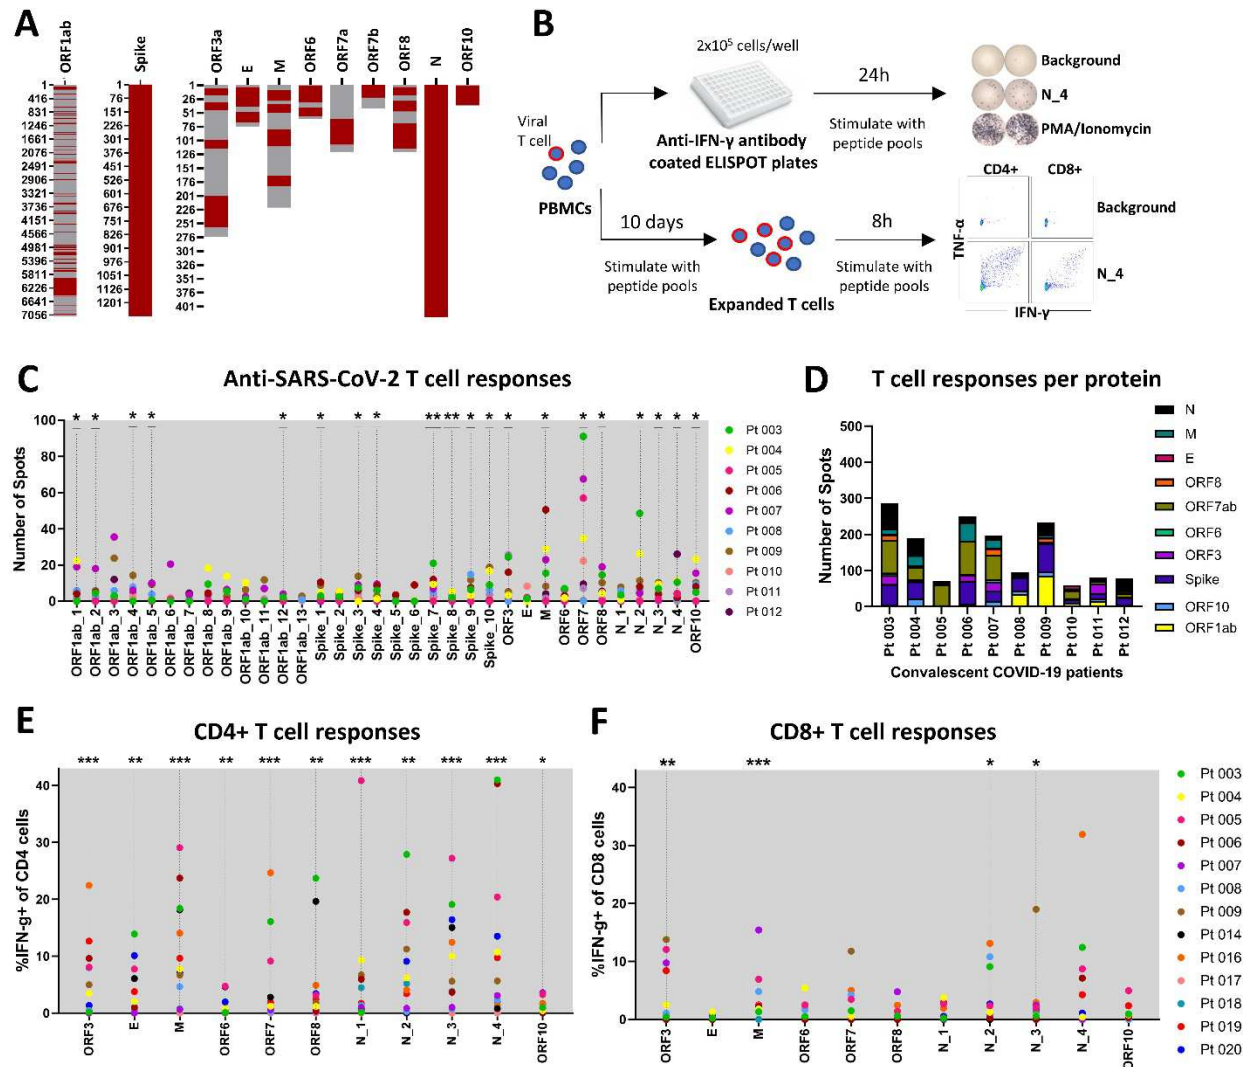 A
ORF1ab
Spike
ORF3a
E
M
ORF6
ORF7a
ORF7b
ORF8
N
ORF10
1
416
831
1246
1661
2076
2491
2906
3321
3736
4151
4566
4981
5396
5811
6226
6641
7056
1
76
151
226
301
376
451
526
601
676
751
826
901
976
1051
1126
1201
1
26
51
76
101
126
151
176
201
226
251
276
301
326
351
376
401
B
2x10⁵ cells/well
24h
Viral
T cell
PBMCs
Anti-IFN-γ antibody
coated ELISPOT plates
Stimulate with
peptide pools
Background
N_4
PMA/Ionomycin
10 days
Stimulate with
peptide pools
Expanded T cells
8h
Stimulate with
peptide pools
CD4+
CD8+
Background
N_4
TNF-α
IFN-γ
C
Anti-SARS-CoV-2 T cell responses
* * * * * * * * ** ** * * * * * * * * * *
Number of Spots
100
80
60
40
20
0
ORF1ab_1
ORF1ab_2
ORF1ab_3
ORF1ab_4
ORF1ab_5
ORF1ab_6
ORF1ab_7
ORF1ab_8
ORF1ab_9
ORF1ab_10
ORF1ab_11
ORF1ab_12
ORF1ab_13
Spike_1
Spike_2
Spike_3
Spike_4
Spike_5
Spike_6
Spike_7
Spike_8
Spike_9
Spike_10
ORF3
E
M
ORF6
ORF7
ORF8
N_1
N_2
N_3
N_4
ORF10
Pt 003
Pt 004
Pt 005
Pt 006
Pt 007
Pt 008
Pt 009
Pt 010
Pt 011
Pt 012
D
T cell responses per protein
Number of Spots
500
400
300
200
100
0
Pt 003
Pt 004
Pt 005
Pt 006
Pt 007
Pt 008
Pt 009
Pt 010
Pt 011
Pt 012
Convalescent COVID-19 patients
N
M
E
ORF8
ORF7ab
ORF6
ORF3
Spike
ORF10
ORF1ab
E
CD4+ T cell responses
*** ** *** ** *** ** *** ** *** *** *
%IFN-g+ of CD4 cells
40
30
20
10
0
ORF3
E
M
ORF6
ORF7
ORF8
N_1
N_2
N_3
N_4
ORF10
F
CD8+ T cell responses
** *** * *
%IFN-g+ of CD8 cells
40
30
20
10
0
ORF3
E
M
ORF6
ORF7
ORF8
N_1
N_2
N_3
N_4
ORF10
Pt 003
Pt 004
Pt 005
Pt 006
Pt 007
Pt 008
Pt 009
Pt 014
Pt 016
Pt 017
Pt 018
Pt 019
Pt 020